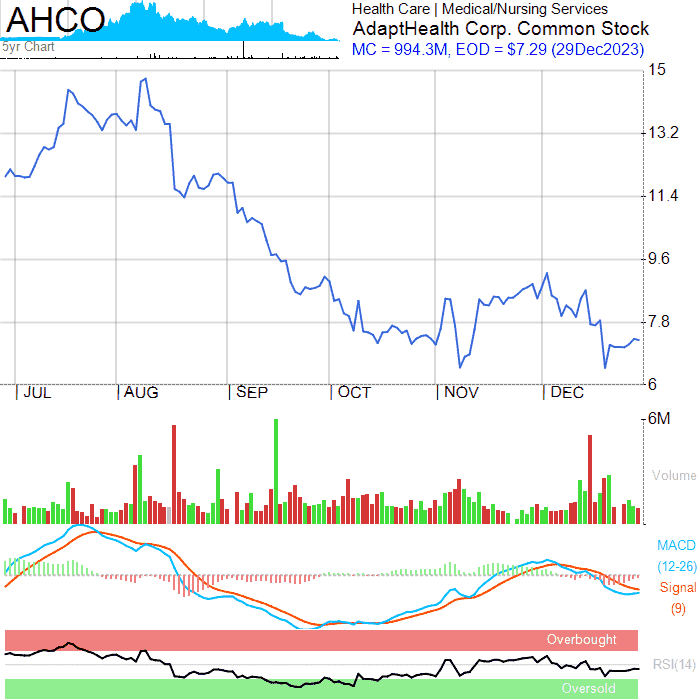 AHCO
5yr Chart
Health Care | Medical/Nursing Services
AdaptHealth Corp. Common Stock
MC = 994.3M, EOD = $7.29 (29Dec2023)
15
13.2
11.4
9.6
7.8
6
JUL AUG SEP OCT NOV DEC
6M
Volume
MACD
(12-26)
Signal
(9)
Overbought
RSI(14)
Oversold